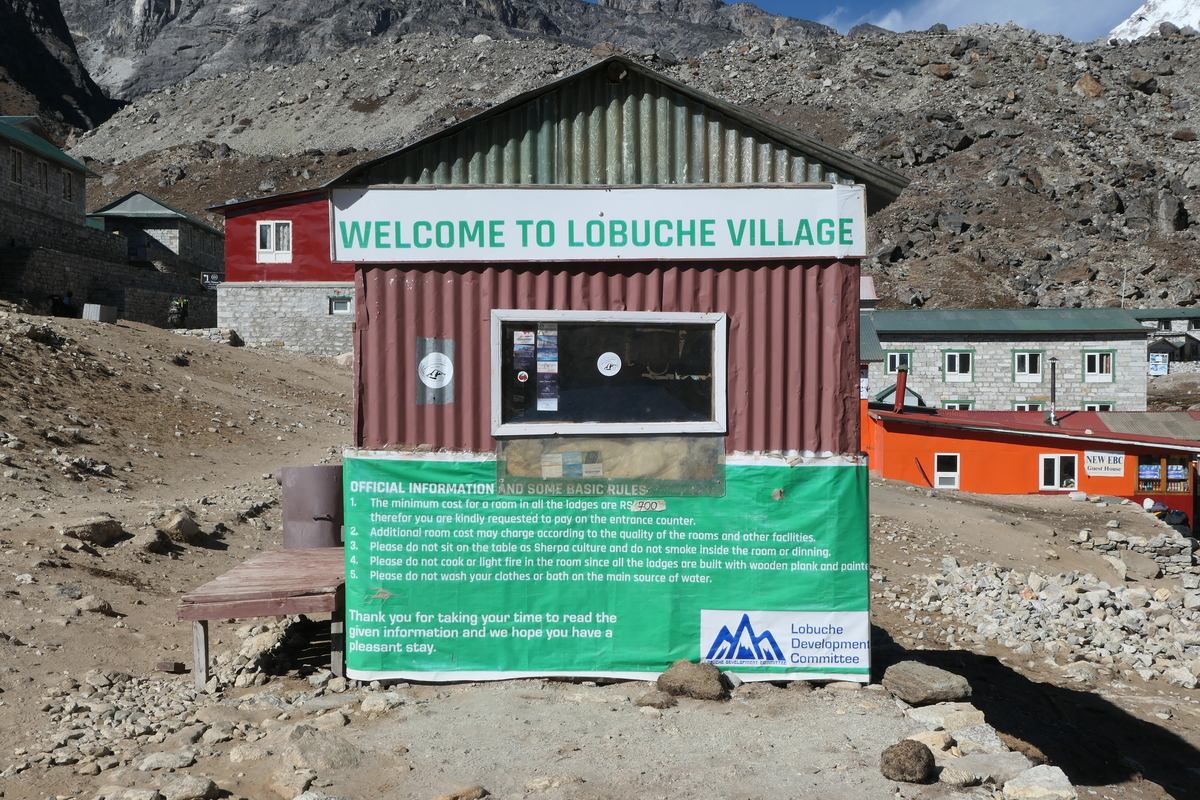 WELCOME TO LOBUCHE VILLAGE
OFFICIAL INFORMATION AND SOME BASIC RULES
1. The minimum cost for a room in all the lodges are RS 700
therefor you are kindly requested to pay on the entrance counter.
2. Additional room cost may charge according to the quality of the rooms and other facilities.
3. Please do not sit on the table as Sherpa culture and do not smoke inside the room or dinning.
4. Please do not cook or light fire in the room since all the lodges are built with wooden plank and painte
5. Please do not wash your clothes or bath on the main source of water.
Thank you for taking your time to read the
given information and we hope you have a
pleasant stay.
Lobuche
Development
Committee
LOBUCHE DEVELOPMENT COMMITTEE
NEW EBC
Guest House